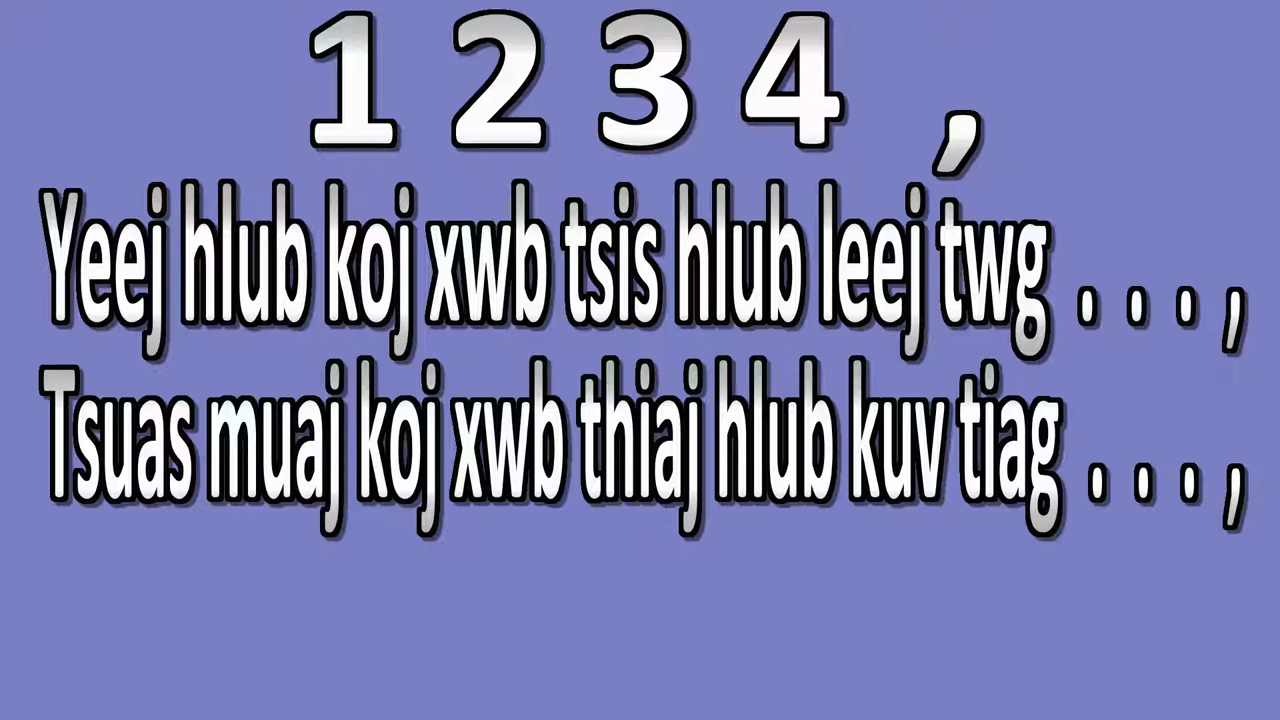 1 2 3 4 ,
Yeej hlub koj xwb tsis hlub leej twg . . . ,
Tsuas muaj koj xwb thiaj hlub kuv tiag . . . ,